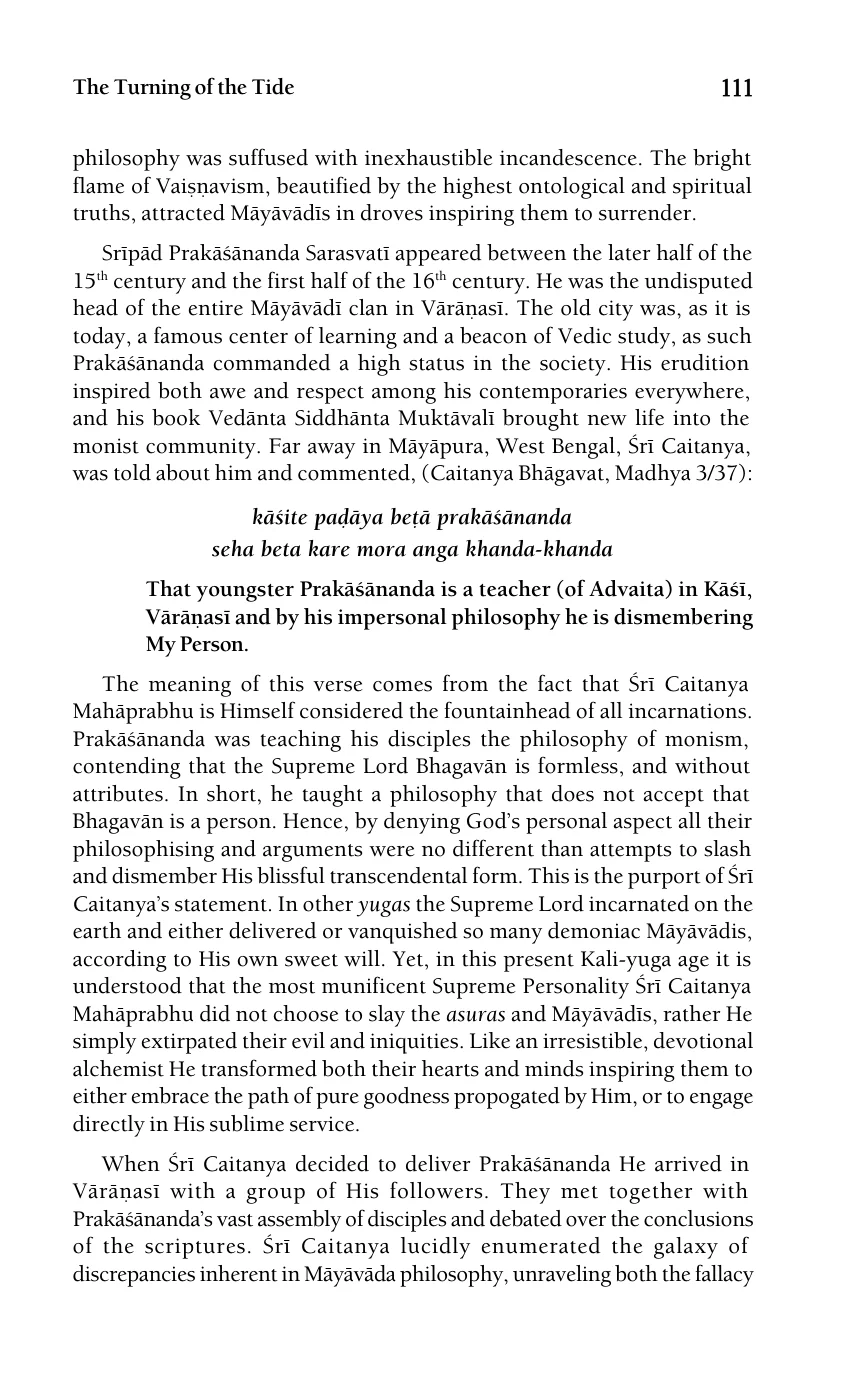 The Turning of the Tide 111
philosophy was suffused with inexhaustible incandescence. The bright
flame of Vaiṣṇavism, beautified by the highest ontological and spiritual
truths, attracted Māyāvādīs in droves inspiring them to surrender.
Srīpād Prakāśānanda Sarasvatī appeared between the later half of the
15th century and the first half of the 16th century. He was the undisputed
head of the entire Māyāvādī clan in Vārāṇasī. The old city was, as it is
today, a famous center of learning and a beacon of Vedic study, as such
Prakāśānanda commanded a high status in the society. His erudition
inspired both awe and respect among his contemporaries everywhere,
and his book Vedānta Siddhānta Muktāvalī brought new life into the
monist community. Far away in Māyāpura, West Bengal, Śrī Caitanya,
was told about him and commented, (Caitanya Bhāgavat, Madhya 3/37):
kāśite paḍāya beṭā prakāśānanda
seha beta kare mora anga khanda-khanda
That youngster Prakāśānanda is a teacher (of Advaita) in Kāśī,
Vārāṇasī and by his impersonal philosophy he is dismembering
My Person.
The meaning of this verse comes from the fact that Śrī Caitanya
Mahāprabhu is Himself considered the fountainhead of all incarnations.
Prakāśānanda was teaching his disciples the philosophy of monism,
contending that the Supreme Lord Bhagavān is formless, and without
attributes. In short, he taught a philosophy that does not accept that
Bhagavān is a person. Hence, by denying God's personal aspect all their
philosophising and arguments were no different than attempts to slash
and dismember His blissful transcendental form. This is the purport of Śrī
Caitanya's statement. In other yugas the Supreme Lord incarnated on the
earth and either delivered or vanquished so many demoniac Māyāvādis,
according to His own sweet will. Yet, in this present Kali-yuga age it is
understood that the most munificent Supreme Personality Śrī Caitanya
Mahāprabhu did not choose to slay the asuras and Māyāvādīs, rather He
simply extirpated their evil and iniquities. Like an irresistible, devotional
alchemist He transformed both their hearts and minds inspiring them to
either embrace the path of pure goodness propogated by Him, or to engage
directly in His sublime service.
When Śrī Caitanya decided to deliver Prakāśānanda He arrived in
Vārāṇasī with a group of His followers. They met together with
Prakāśānanda's vast assembly of disciples and debated over the conclusions
of the scriptures. Śrī Caitanya lucidly enumerated the galaxy of
discrepancies inherent in Māyāvāda philosophy, unraveling both the fallacy